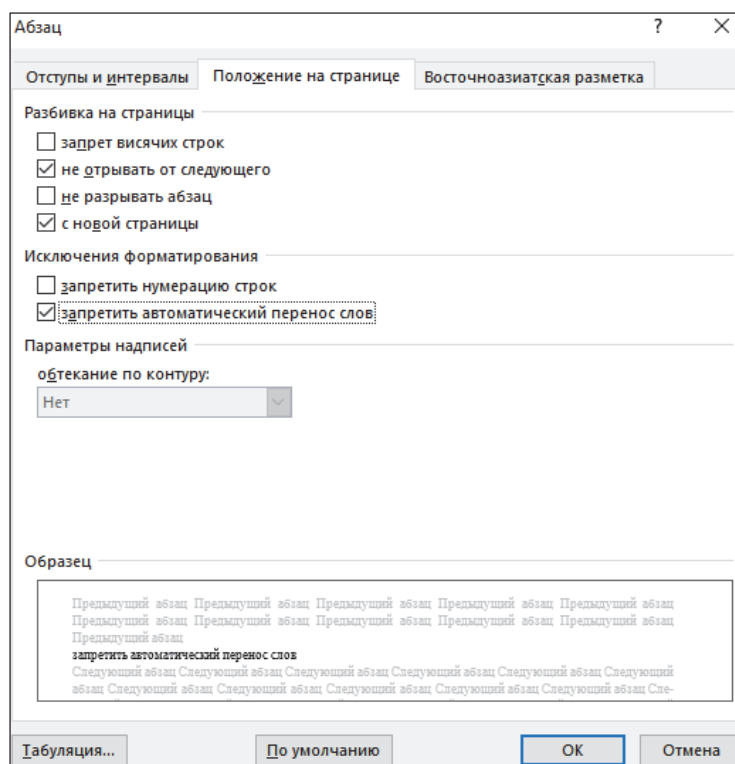 Абзац ?
Отступы и интервалы Положение на странице Восточноазиатская разметка
Разбивка на страницы
запрет висячих строк
не отрывать от следующего
не разрывать абзац
с новой страницы
Исключения форматирования
запретить нумерацию строк
запретить автоматический перенос слов
Параметры надписей
обтекание по контуру:
Нет
Образец
Предыдущий абзац Предыдущий абзац Предыдущий абзац Предыдущий абзац Предыдущий абзац
Предыдущий абзац Предыдущий абзац Предыдущий абзац Предыдущий абзац Предыдущий абзац
Предыдущий абзац
запретить автоматический перенос слов
Следующий абзац Следующий абзац Следующий абзац Следующий абзац Следующий абзац Следующий
абзац Следующий абзац Следующий абзац Следующий абзац Следующий абзац Следующий абзац Сле-
Табуляция... По умолчанию ОК Отмена